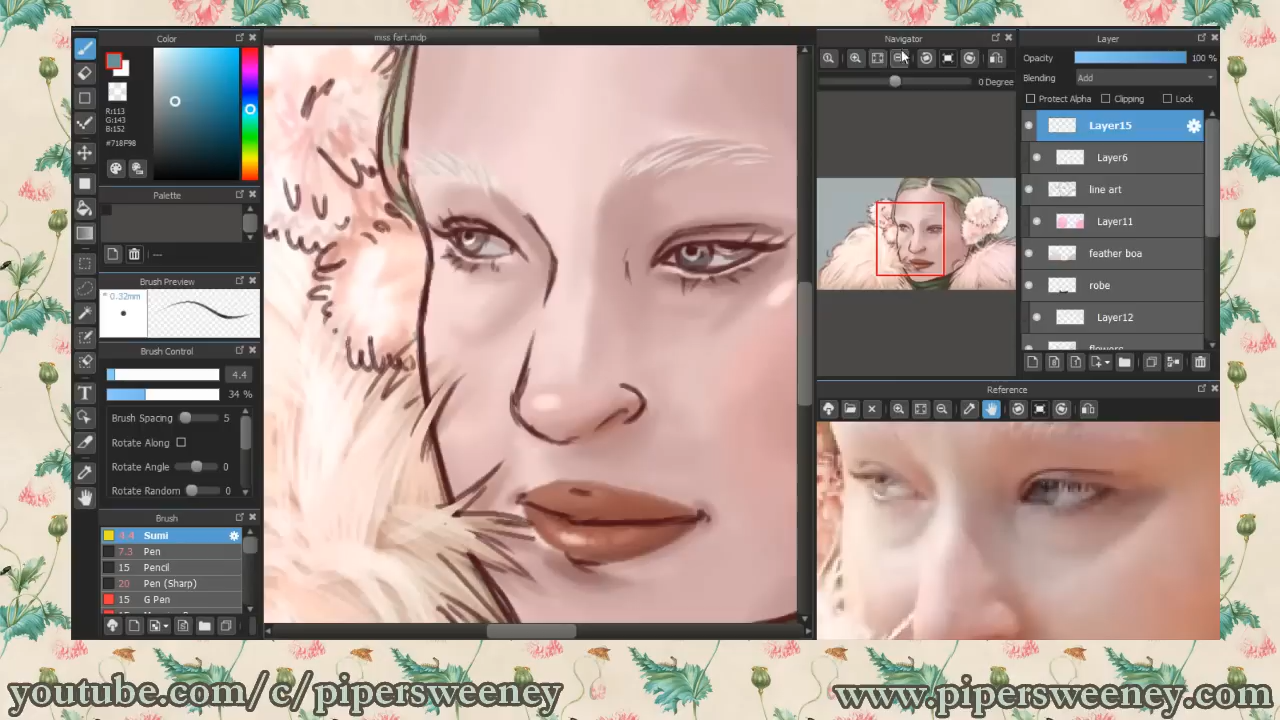 Color
miss fart.mdp
Navigator
Layer
R:113
G:143
B:152
#718F98
0 Degree
Opacity 100 %
Blending Add
Protect Alpha Clipping Lock
Layer15
Layer6
line art
Layer11
feather boa
robe
Layer12
flowers
Palette
---
Brush Preview
* 0.32mm
Brush Control
4.4
34 %
Brush Spacing 5
Rotate Along
Rotate Angle 0
Rotate Random 0
Reference
Brush
4.4 Sumi
7.3 Pen
15 Pencil
20 Pen (Sharp)
15 G Pen
T
youtube.com/c/pipersweeney
www.pipersweeney.com